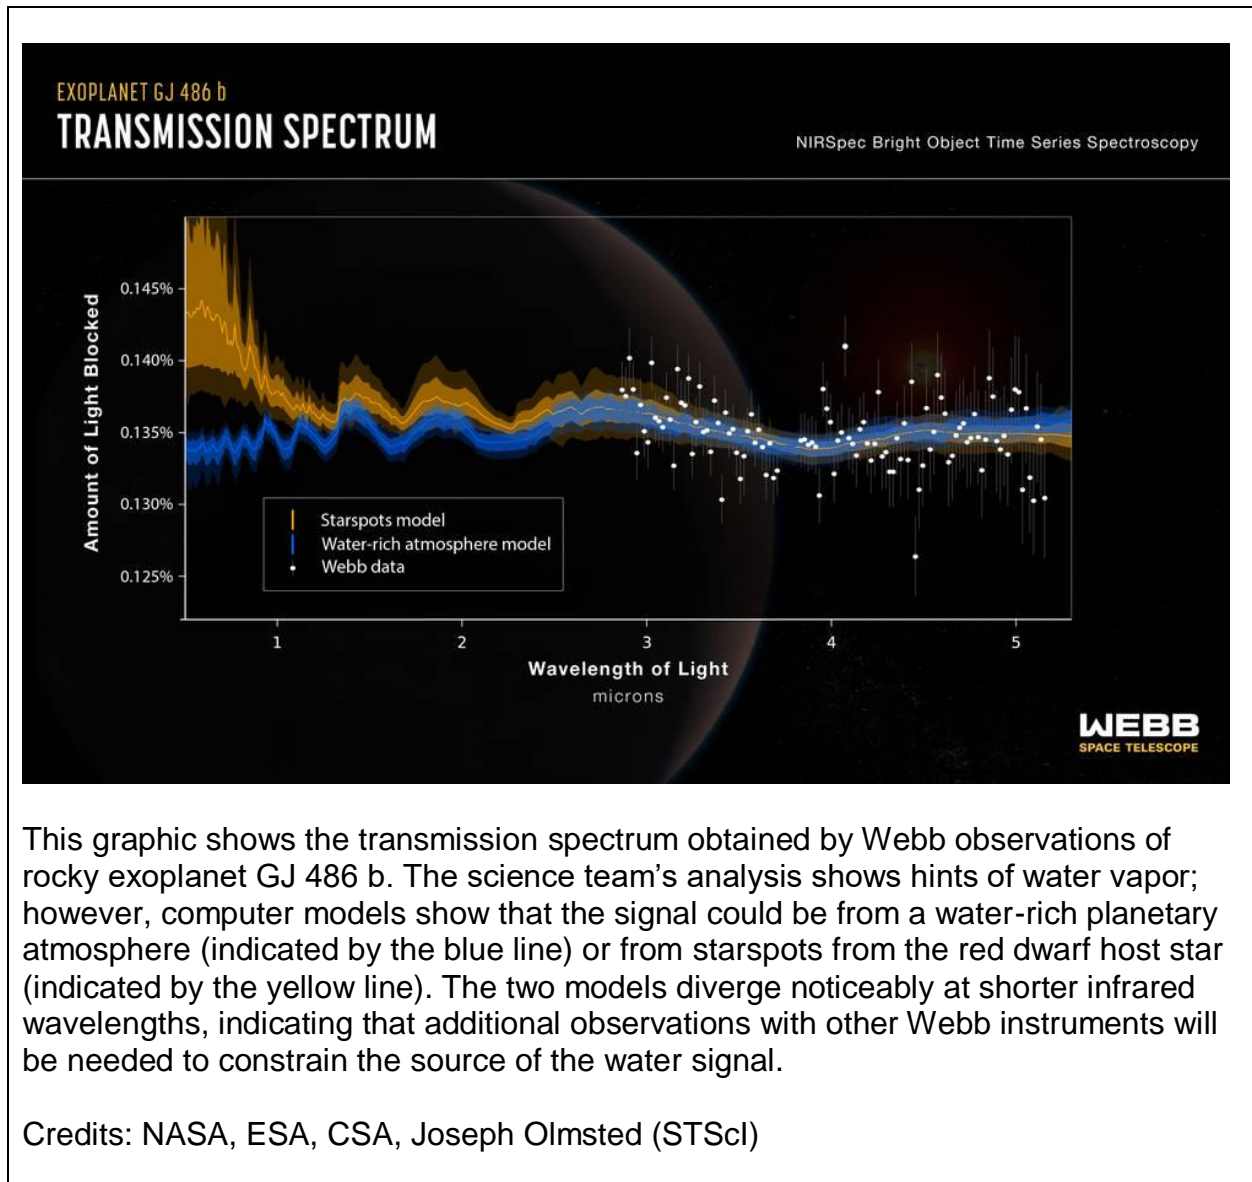 EXOPLANET GJ 486 b
TRANSMISSION SPECTRUM
NIRSpec Bright Object Time Series Spectroscopy
Amount of Light Blocked
0.145%
0.140%
0.135%
0.130%
0.125%
Starspots model
Water-rich atmosphere model
Webb data
1 2 3 4 5
Wavelength of Light
microns
WEBB
SPACE TELESCOPE
This graphic shows the transmission spectrum obtained by Webb observations of
rocky exoplanet GJ 486 b. The science team’s analysis shows hints of water vapor;
however, computer models show that the signal could be from a water-rich planetary
atmosphere (indicated by the blue line) or from starspots from the red dwarf host star
(indicated by the yellow line). The two models diverge noticeably at shorter infrared
wavelengths, indicating that additional observations with other Webb instruments will
be needed to constrain the source of the water signal.
Credits: NASA, ESA, CSA, Joseph Olmsted (STScI)